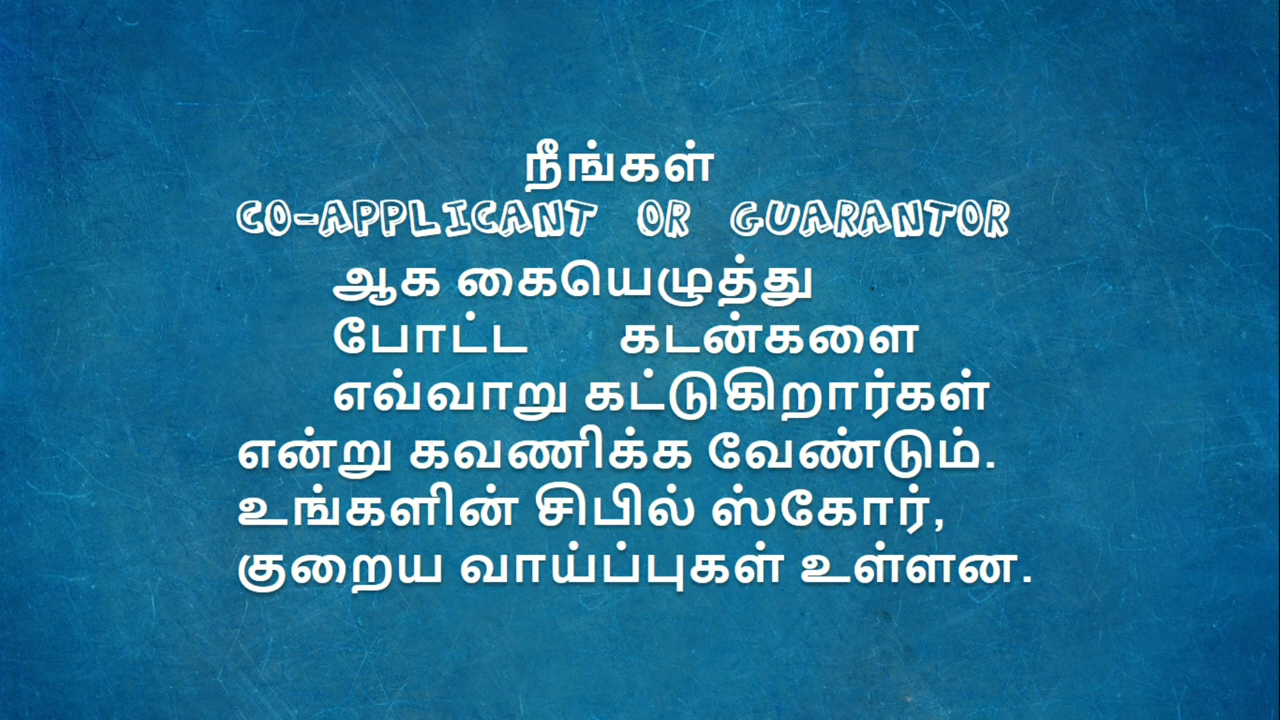 நீங்கள்
CO-APPLICANT OR GUARANTOR
ஆக கையெழுத்து
போட்ட கடன்களை
எவ்வாறு கட்டுகிறார்கள்
என்று கவணிக்க வேண்டும்.
உங்களின் சிபில் ஸ்கோர்,
குறைய வாய்ப்புகள் உள்ளன.